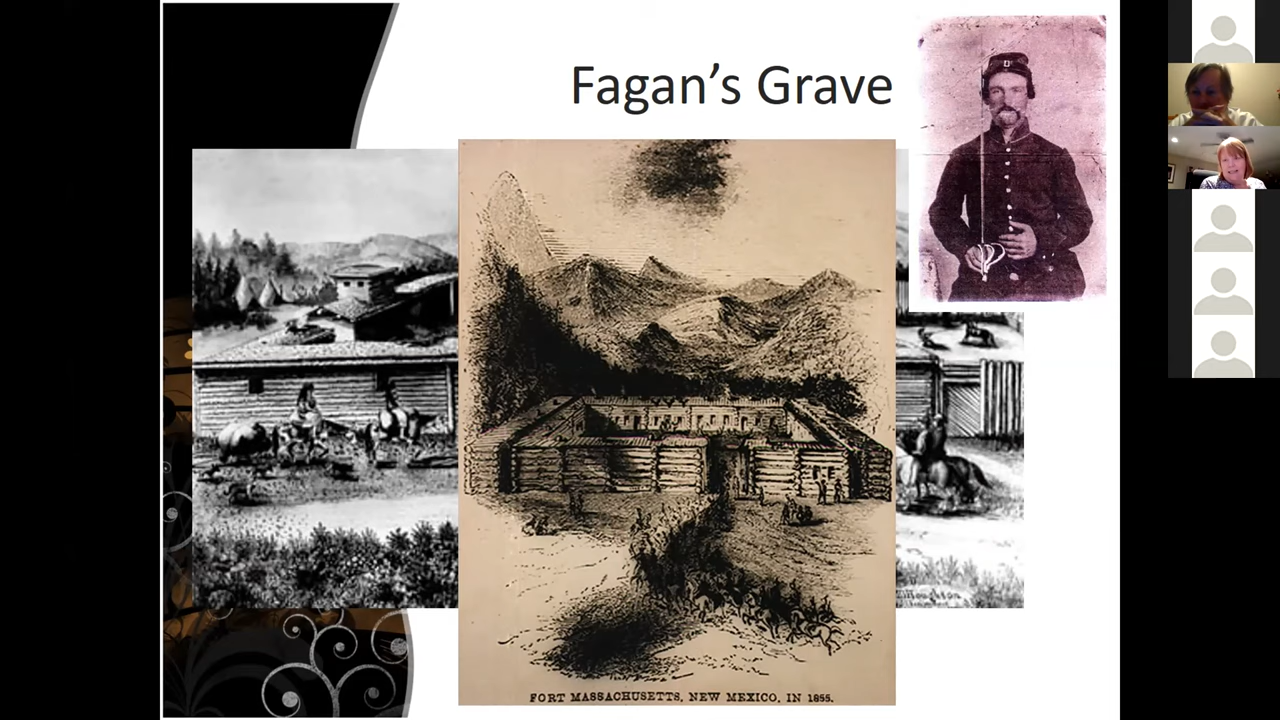 Fagan’s Grave
FORT MASSACHUSETTS, NEW MEXICO, IN 1855.